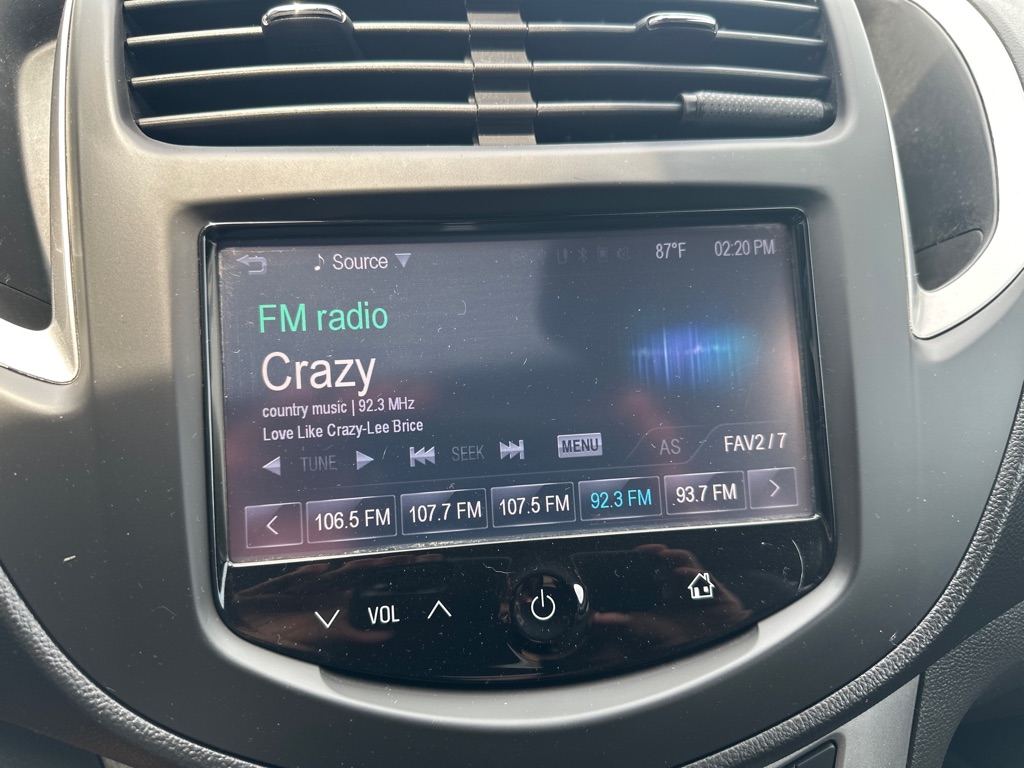 Source 87°F 02:20 PM
FM radio
Crazy
country music | 92.3 MHz
Love Like Crazy-Lee Brice
TUNE SEEK MENU AS FAV2 / 7
106.5 FM 107.7 FM 107.5 FM 92.3 FM 93.7 FM
VOL